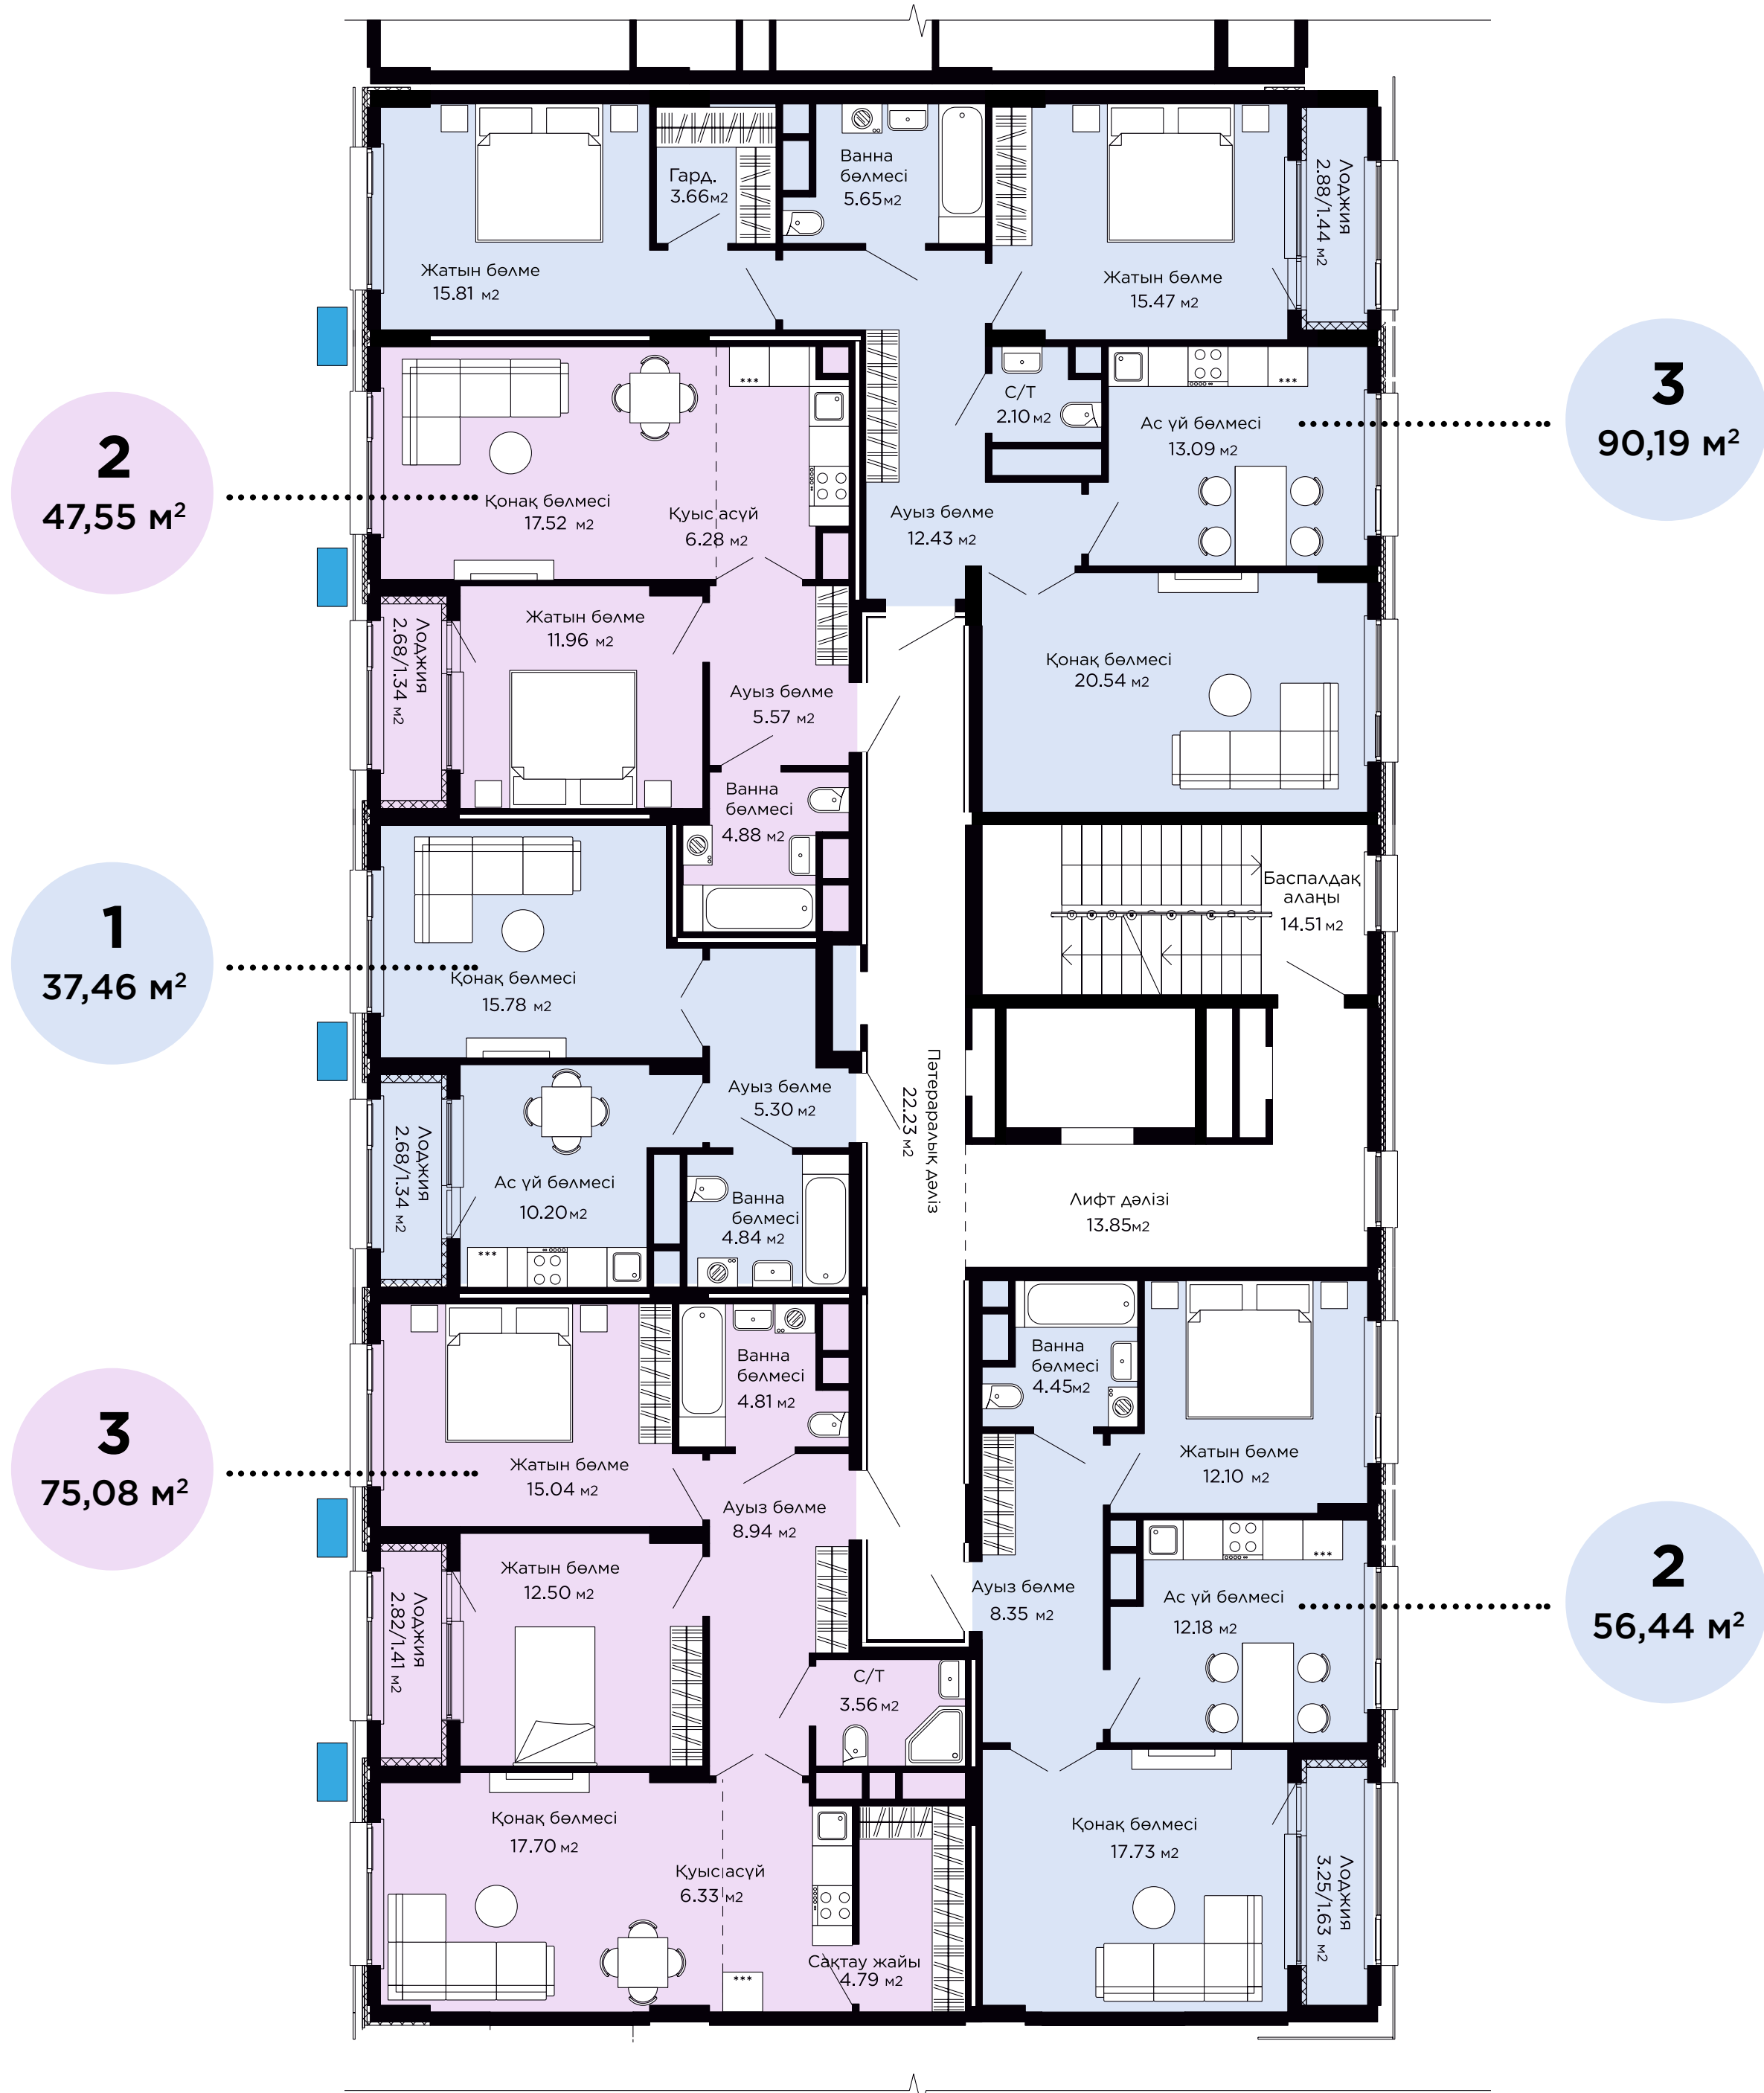 Жатын бөлме
15.81 м2
Гард.
3.66м2
Ванна
бөлмесі
5.65м2
Жатын бөлме
15.47 м2
Лоджия
2.88/1.44 м2
С/Т
2.10 м2
Ас үй бөлмесі
13.09 м2
3
90,19 м²
2
47,55 м²
Қонақ бөлмесі
17.52 м2
Қуыс асүй
6.28 м2
Ауыз бөлме
12.43 м2
Жатын бөлме
11.96 м2
Лоджия
2.68/1.34 м2
Ауыз бөлме
5.57 м2
Қонақ бөлмесі
20.54 м2
Ванна
бөлмесі
4.88 м2
Баспалдақ
алаңы
14.51 м2
1
37,46 м²
Қонақ бөлмесі
15.78 м2
Ауыз бөлме
5.30 м2
Пәтераралық дәліз
22.23 м2
Лоджия
2.68/1.34 м2
Ас үй бөлмесі
10.20м2
Ванна
бөлмесі
4.84 м2
Лифт дәлізі
13.85м2
Ванна
бөлмесі
4.81 м2
Ванна
бөлмесі
4.45м2
3
75,08 м²
Жатын бөлме
15.04 м2
Ауыз бөлме
8.94 м2
Жатын бөлме
12.10 м2
Жатын бөлме
12.50 м2
Лоджия
2.82/1.41 м2
Ауыз бөлме
8.35 м2
Ас үй бөлмесі
12.18 м2
2
56,44 м²
С/Т
3.56 м2
Қонақ бөлмесі
17.70 м2
Қуыс асүй
6.33 м2
Сақтау жайы
4.79 м2
Қонақ бөлмесі
17.73 м2
Лоджия
3.25/1.63 м2